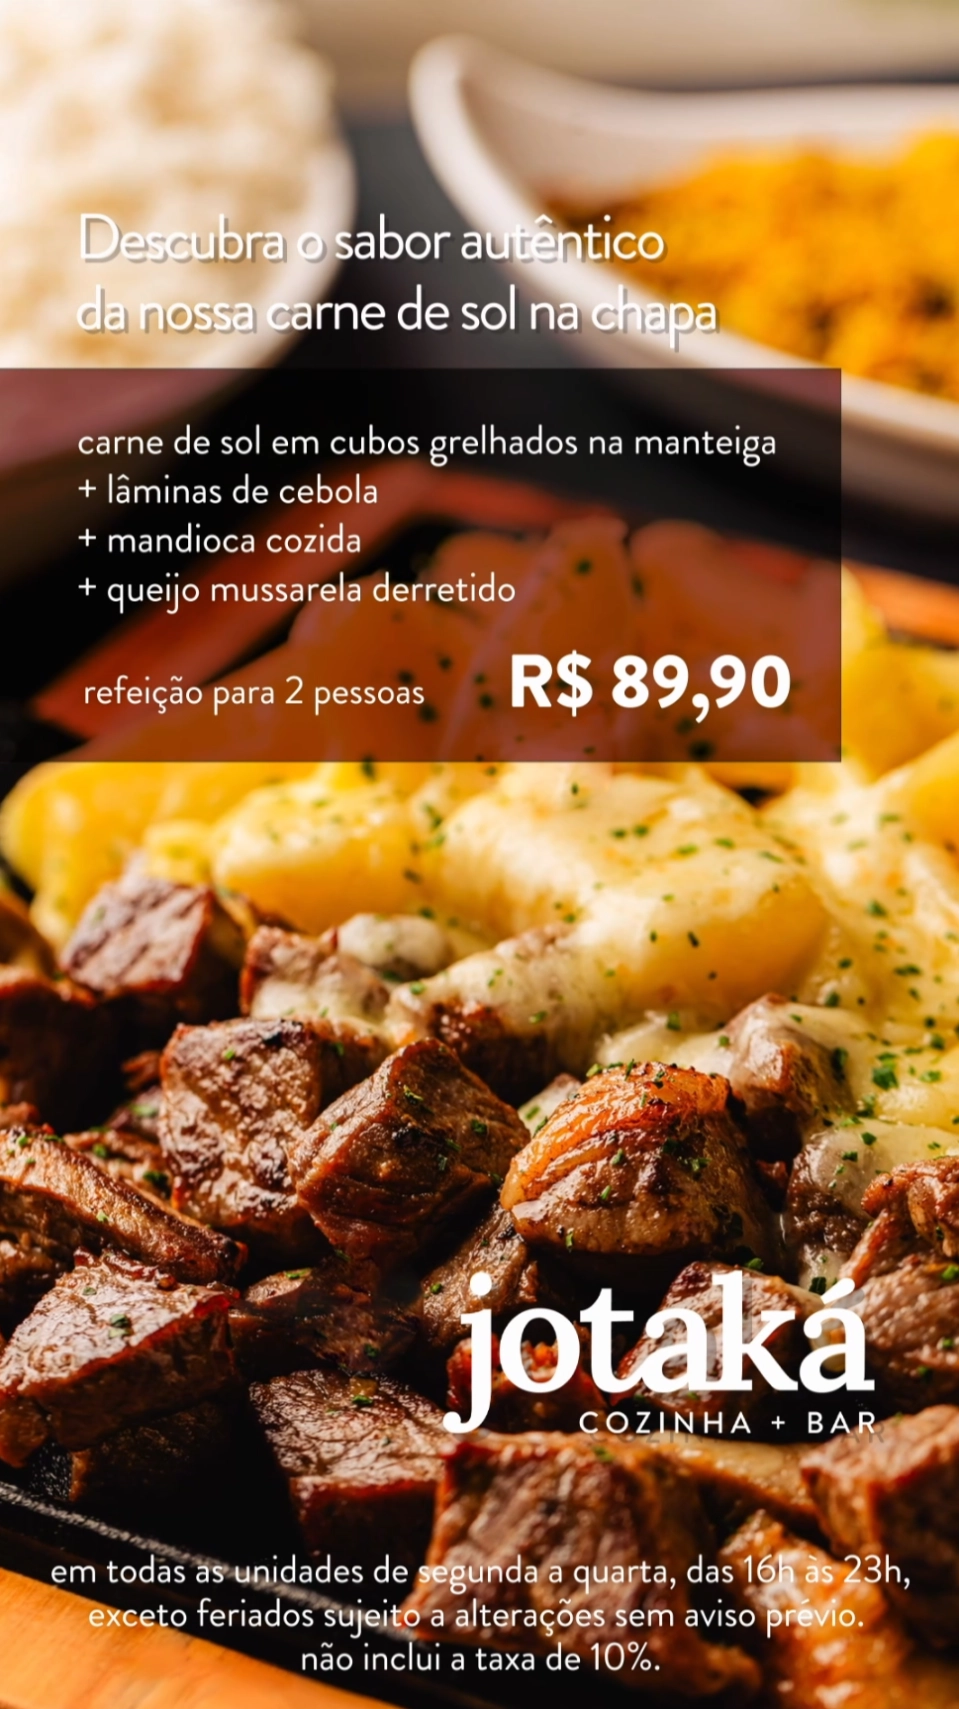 Descubra o sabor autêntico
da nossa carne de sol na chapa
carne de sol em cubos grelhados na manteiga
+ lâminas de cebola
+ mandioca cozida
+ queijo mussarela derretido
refeição para 2 pessoas R$ 89,90
jotaká
COZINHA + BAR
em todas as unidades de segunda a quarta, das 16h às 23h,
exceto feriados sujeito a alterações sem aviso prévio.
não inclui a taxa de 10%.